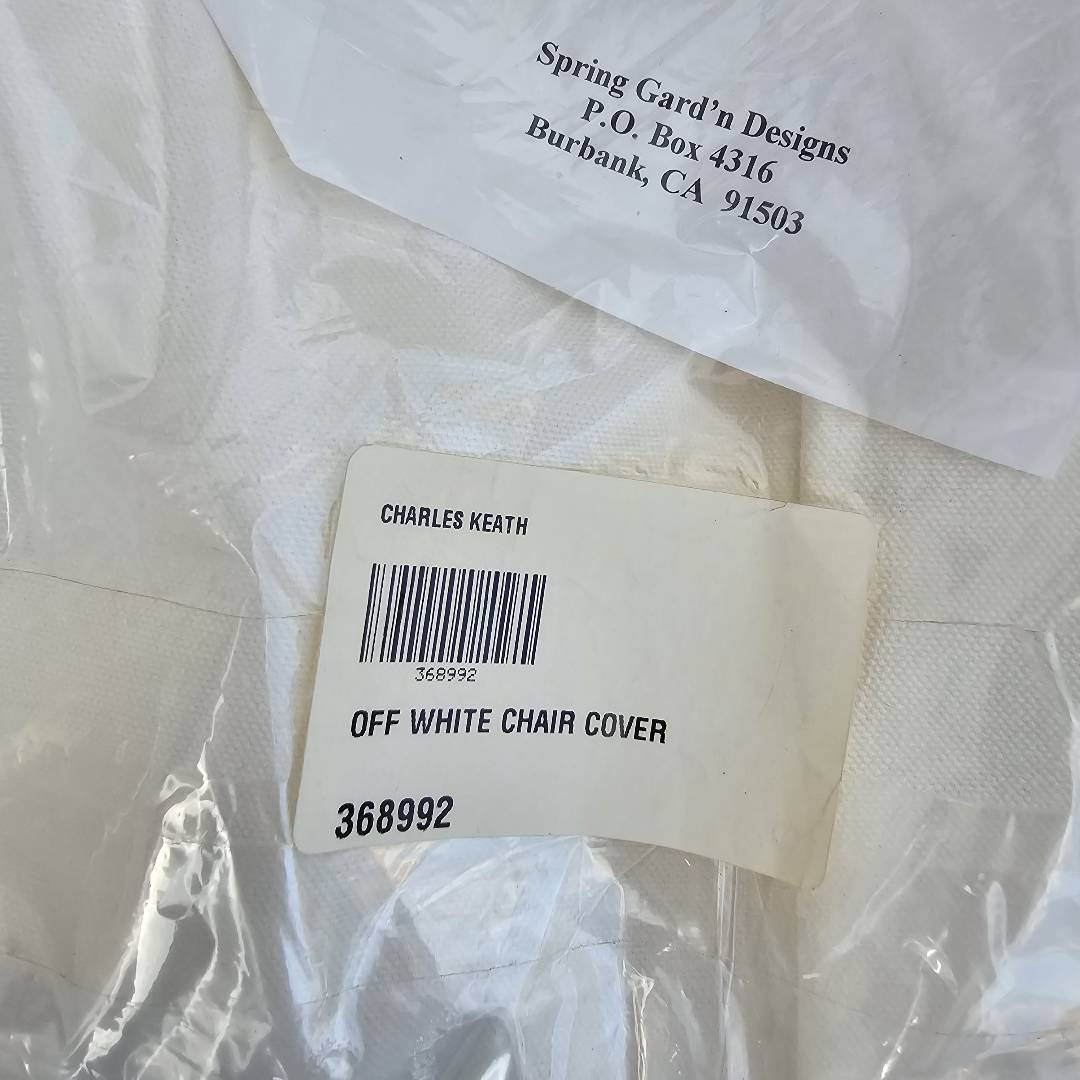 Spring Gard'n Designs
P.O. Box 4316
Burbank, CA 91503
CHARLES KEATH
368992
OFF WHITE CHAIR COVER
368992